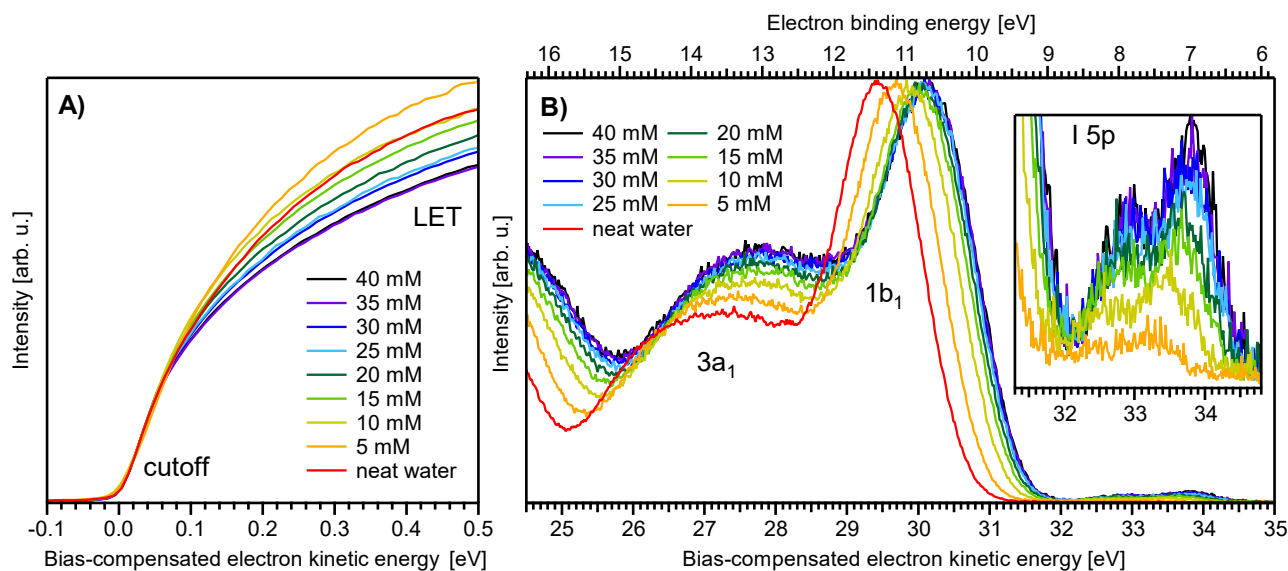 A)
Intensity [arb. u.]
LET
40 mM
35 mM
30 mM
25 mM
20 mM
15 mM
10 mM
5 mM
neat water
cutoff
-0.1 0.0 0.1 0.2 0.3 0.4 0.5
Bias-compensated electron kinetic energy [eV]
Electron binding energy [eV]
16 15 14 13 12 11 10 9 8 7 6
B)
Intensity [arb. u.]
40 mM 20 mM
35 mM 15 mM
30 mM 10 mM
25 mM 5 mM
neat water
1b1
3a1
I 5p
32 33 34
25 26 27 28 29 30 31 32 33 34 35
Bias-compensated electron kinetic energy [eV]